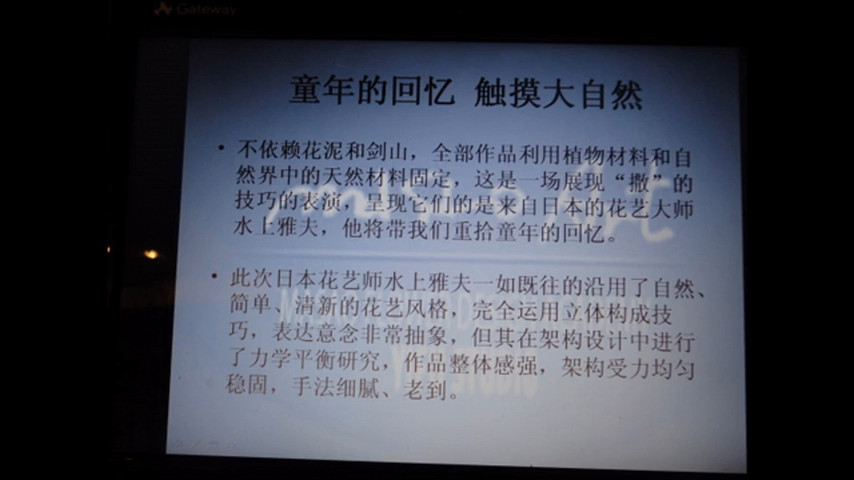 Gateway
童年的回忆 触摸大自然
• 不依赖花泥和剑山，全部作品利用植物材料和自
然界中的天然材料固定，这是一场展现“撒”的
技巧的表演，呈现它们的是来自日本的花艺大师
水上雅夫，他将带我们重拾童年的回忆。
• 此次日本花艺师水上雅夫一如既往的沿用了自然、
简单、清新的花艺风格，完全运用立体构成技
巧，表达意念非常抽象，但其在架构设计中进行
了力学平衡研究，作品整体感强，架构受力均匀
稳固，手法细腻、老到。